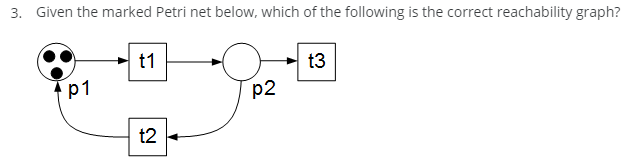 3. Given the marked Petri net below, which of the following is the correct reachability graph?
t1
t3
p1
p2
t2